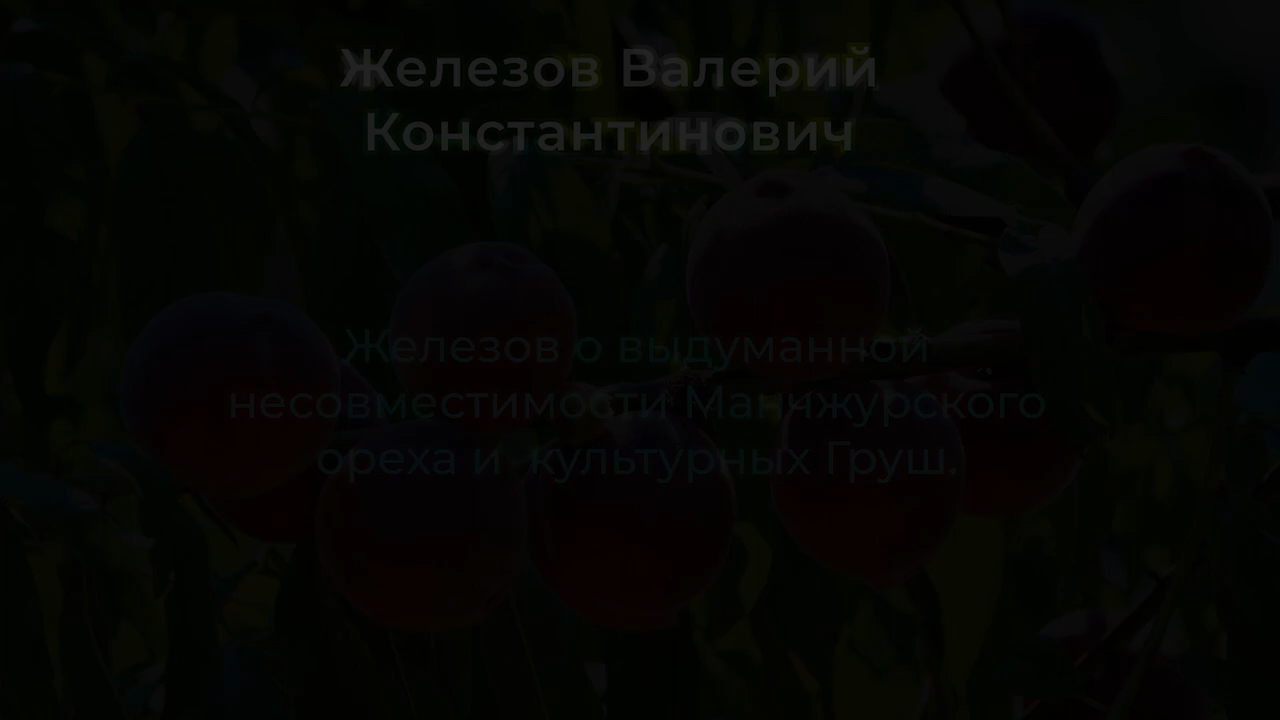 Железов Валерий
Константинович
Железов о выдуманной
несовместимости Манчжурского
ореха и культурных Груш.